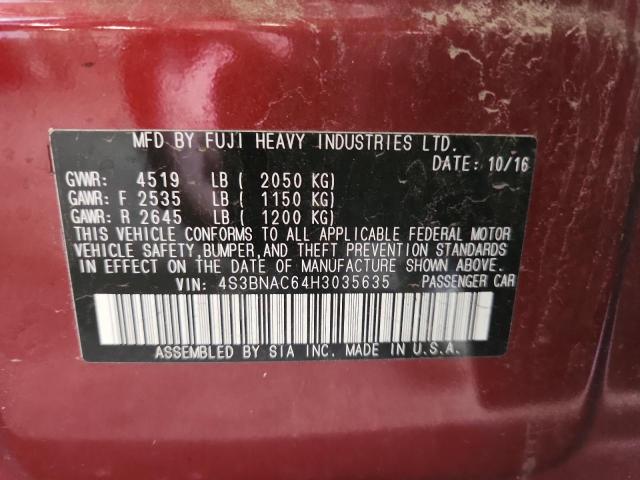 MFD BY FUJI HEAVY INDUSTRIES LTD.
DATE: 10/16
GVWR: 4519 LB ( 2050 KG)
GAWR: F 2535 LB ( 1150 KG)
GAWR: R 2645 LB ( 1200 KG)
THIS VEHICLE CONFORMS TO ALL APPLICABLE FEDERAL MOTOR
VEHICLE SAFETY, BUMPER, AND THEFT PREVENTION STANDARDS
IN EFFECT ON THE DATE OF MANUFACTURE SHOWN ABOVE.
VIN: 4S3BNAC64H3035635 PASSENGER CAR
ASSEMBLED BY SIA INC. MADE IN U.S.A.